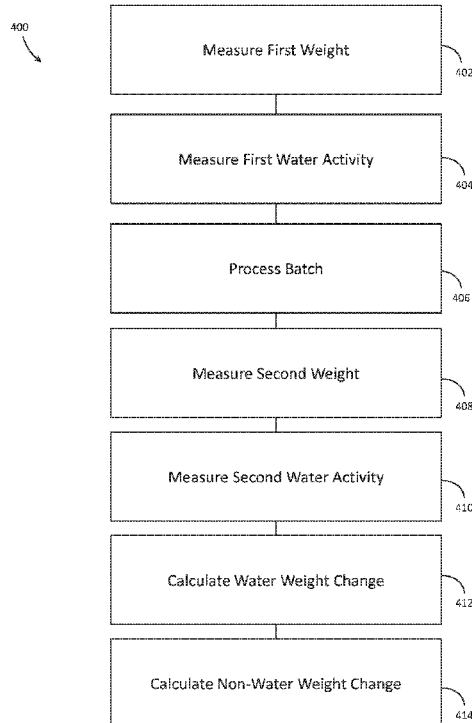 400
Measure First Weight
402
Measure First Water Activity
404
Process Batch
406
Measure Second Weight
408
Measure Second Water Activity
410
Calculate Water Weight Change
412
Calculate Non-Water Weight Change
414